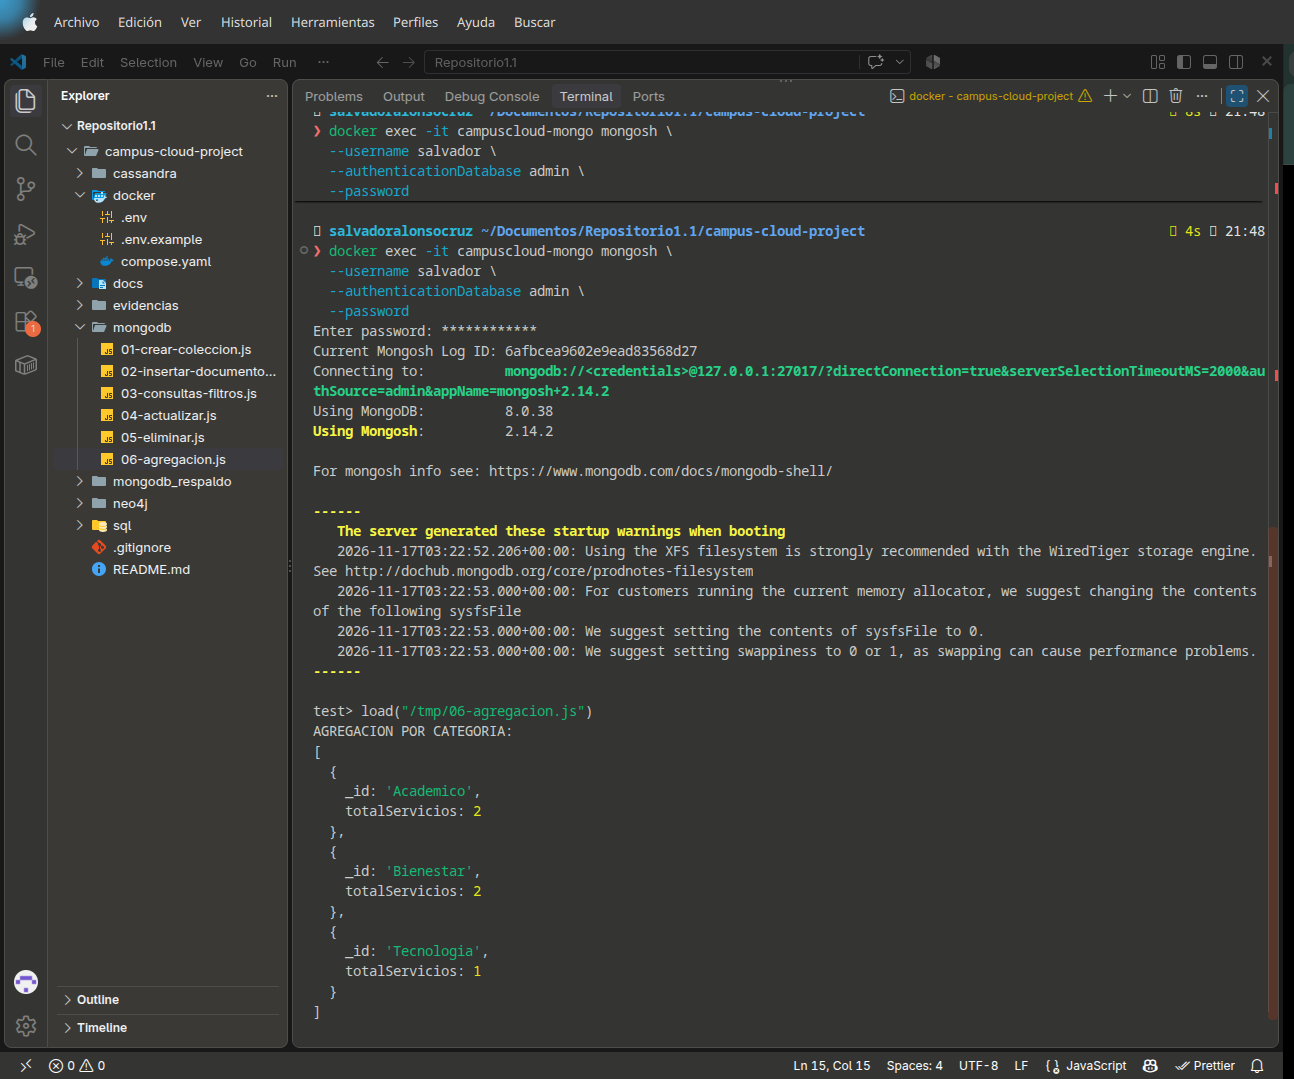 Archivo Edición Ver Historial Herramientas Perfiles Ayuda Buscar
File Edit Selection View Go Run ··· Repositorio1.1
Explorer ···
Repositorio1.1
campus-cloud-project
cassandra
docker
.env
.env.example
compose.yaml
docs
evidencias
mongodb
01-crear-coleccion.js
02-insertar-documento...
03-consultas-filtros.js
04-actualizar.js
05-eliminar.js
06-agregacion.js
mongodb_respaldo
neo4j
sql
.gitignore
README.md
1
Outline
Timeline
Problems Output Debug Console Terminal Ports docker - campus-cloud-project ···
salvadoralonsocruz ~/Documentos/Repositorio1.1/campus-cloud-project 21:48
❯ docker exec -it campuscloud-mongo mongosh \
--username salvador \
--authenticationDatabase admin \
--password
salvadoralonsocruz ~/Documentos/Repositorio1.1/campus-cloud-project 4s 21:48
❯ docker exec -it campuscloud-mongo mongosh \
--username salvador \
--authenticationDatabase admin \
--password
Enter password: ************
Current Mongosh Log ID: 6afbcea9602e9ead83568d27
Connecting to: mongodb://<credentials>@127.0.0.1:27017/?directConnection=true&serverSelectionTimeoutMS=2000&au
thSource=admin&appName=mongosh+2.14.2
Using MongoDB: 8.0.38
Using Mongosh: 2.14.2
For mongosh info see: https://www.mongodb.com/docs/mongodb-shell/
------
The server generated these startup warnings when booting
2026-11-17T03:22:52.206+00:00: Using the XFS filesystem is strongly recommended with the WiredTiger storage engine.
See http://dochub.mongodb.org/core/prodnotes-filesystem
2026-11-17T03:22:53.000+00:00: For customers running the current memory allocator, we suggest changing the contents
of the following sysfsFile
2026-11-17T03:22:53.000+00:00: We suggest setting the contents of sysfsFile to 0.
2026-11-17T03:22:53.000+00:00: We suggest setting swappiness to 0 or 1, as swapping can cause performance problems.
------
test> load("/tmp/06-agregacion.js")
AGREGACION POR CATEGORIA:
[
{
_id: 'Academico',
totalServicios: 2
},
{
_id: 'Bienestar',
totalServicios: 2
},
{
_id: 'Tecnologia',
totalServicios: 1
}
]
0 0 Ln 15, Col 15 Spaces: 4 UTF-8 LF { } JavaScript Prettier